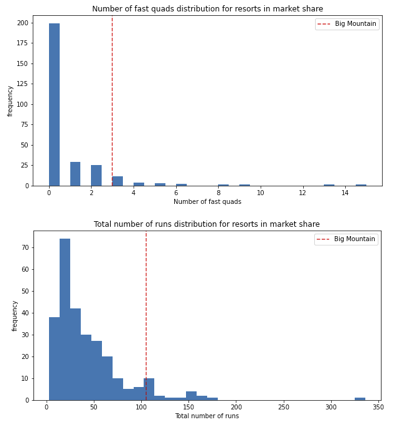 Number of fast quads distribution for resorts in market share
Big Mountain
200
175
150
125
100
75
50
25
0
frequency
0 2 4 6 8 10 12 14
Number of fast quads
Total number of runs distribution for resorts in market share
Big Mountain
70
60
50
40
30
20
10
0
frequency
0 50 100 150 200 250 300 350
Total number of runs